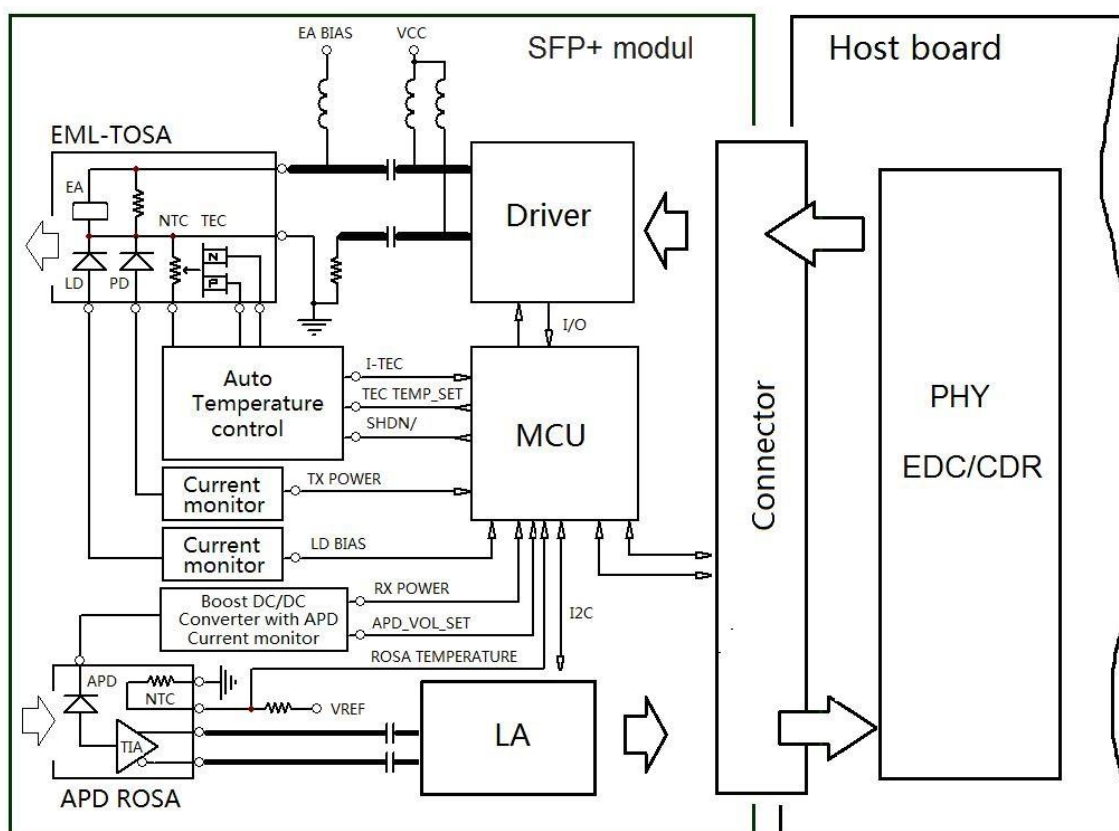 EA BIAS
VCC
SFP+ modul
Host board
EML-TOSA
EA
NTC TEC
N
P
LD
PD
Driver
I/O
I-TEC
Auto
Temperature
control
TEC TEMP_SET
SHDN/
MCU
Connector
PHY
EDC/CDR
Current
monitor
TX POWER
Current
monitor
LD BIAS
RX POWER
Boost DC/DC
Converter with APD
Current monitor
APD_VOL_SET
I2C
ROSA TEMPERATURE
APD
NTC
VREF
TIA
LA
APD ROSA